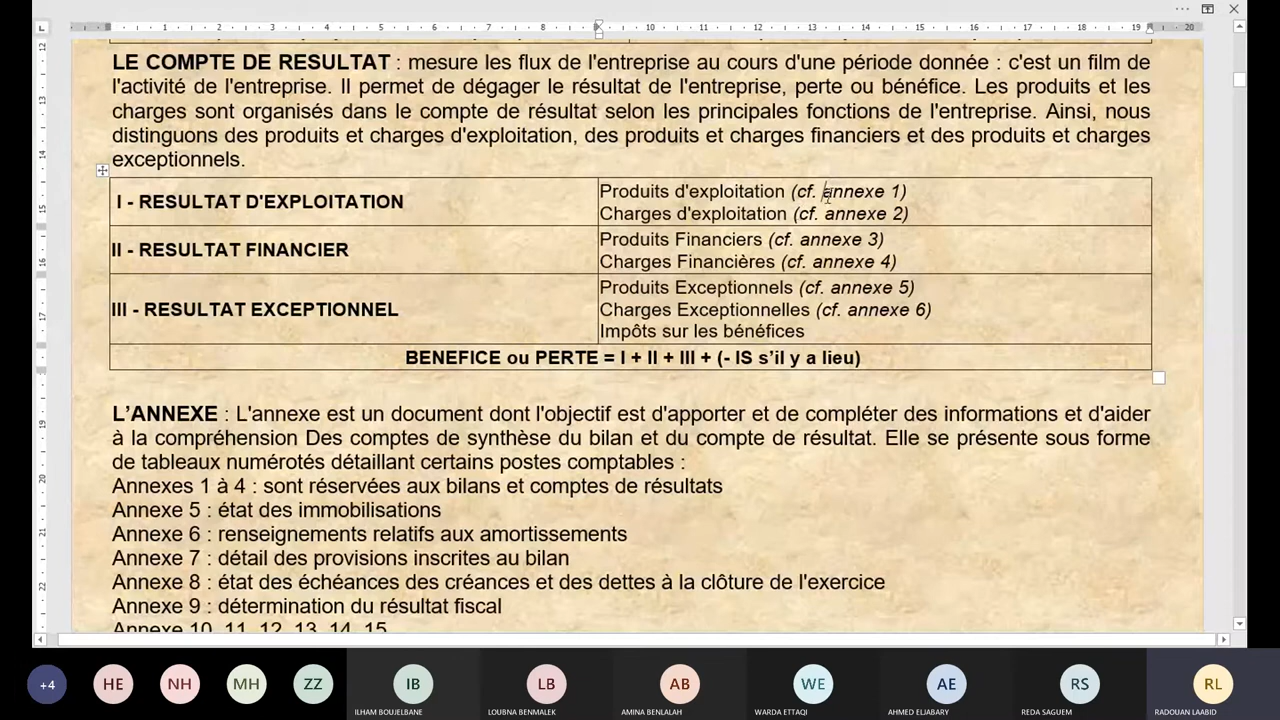 LE COMPTE DE RESULTAT : mesure les flux de l'entreprise au cours d'une période donnée : c'est un film de
l'activité de l'entreprise. Il permet de dégager le résultat de l'entreprise, perte ou bénéfice. Les produits et les
charges sont organisés dans le compte de résultat selon les principales fonctions de l'entreprise. Ainsi, nous
distinguons des produits et charges d'exploitation, des produits et charges financiers et des produits et charges
exceptionnels.
I - RESULTAT D'EXPLOITATION
Produits d'exploitation (cf. annexe 1)
Charges d'exploitation (cf. annexe 2)
II - RESULTAT FINANCIER
Produits Financiers (cf. annexe 3)
Charges Financières (cf. annexe 4)
III - RESULTAT EXCEPTIONNEL
Produits Exceptionnels (cf. annexe 5)
Charges Exceptionnelles (cf. annexe 6)
Impôts sur les bénéfices
BENEFICE ou PERTE = I + II + III + (- IS s'il y a lieu)
L'ANNEXE : L'annexe est un document dont l'objectif est d'apporter et de compléter des informations et d'aider
à la compréhension Des comptes de synthèse du bilan et du compte de résultat. Elle se présente sous forme
de tableaux numérotés détaillant certains postes comptables :
Annexes 1 à 4 : sont réservées aux bilans et comptes de résultats
Annexe 5 : état des immobilisations
Annexe 6 : renseignements relatifs aux amortissements
Annexe 7 : détail des provisions inscrites au bilan
Annexe 8 : état des échéances des créances et des dettes à la clôture de l'exercice
Annexe 9 : détermination du résultat fiscal
Annexe 10, 11, 12, 13, 14, 15
+4 HE NH MH ZZ IB LB AB WE AE RS RL
ILHAM BOUJELBANE LOUBNA BENMALEK AMINA BENLALAH WARDA ETTAQI AHMED ELJABARY REDA SAGUEM RADOUAN LAABID